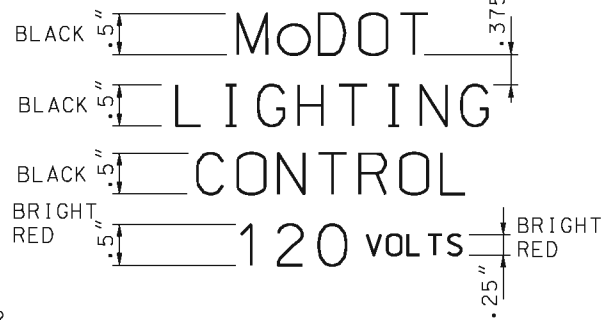 BLACK .5" MoDOT .375
BLACK .5" LIGHTING
BLACK .5" CONTROL
BRIGHT RED .5" 120 VOLTS BRIGHT RED
.25"